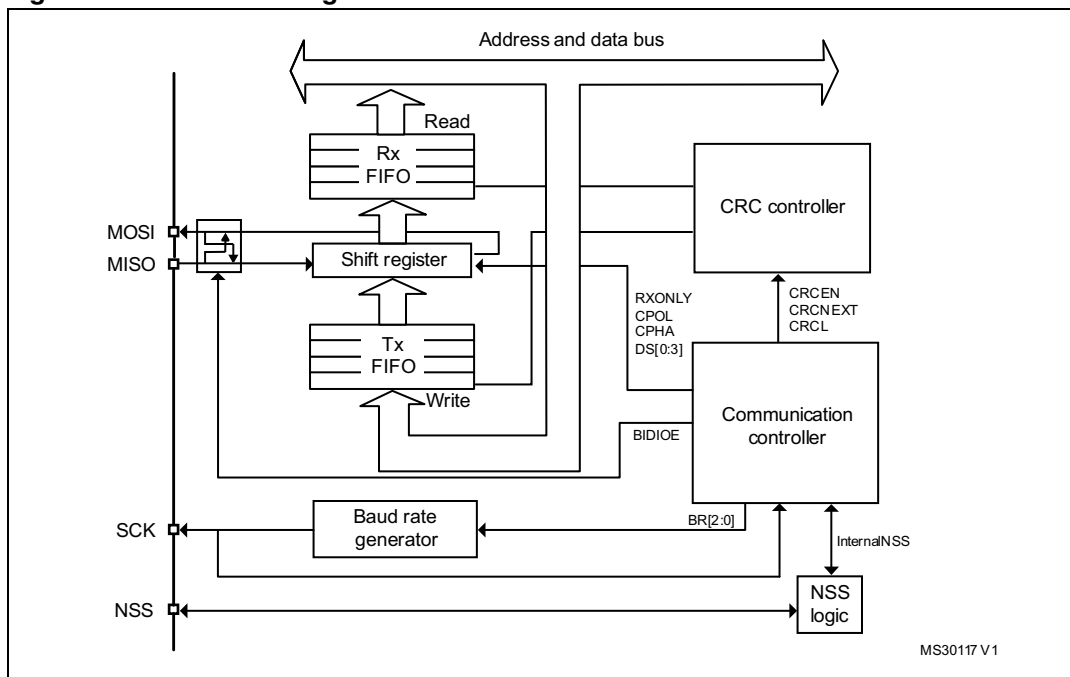 Address and data bus
Read
Rx
FIFO
CRC controller
MOSI
MISO
Shift register
RXONLY
CPOL
CPHA
DS[0:3]
CRCEN
CRCNEXT
CRCL
Tx
FIFO
Write
Communication
controller
BIDIOE
SCK
Baud rate
generator
BR[2:0]
InternalNSS
NSS
NSS
logic
MS30117 V1